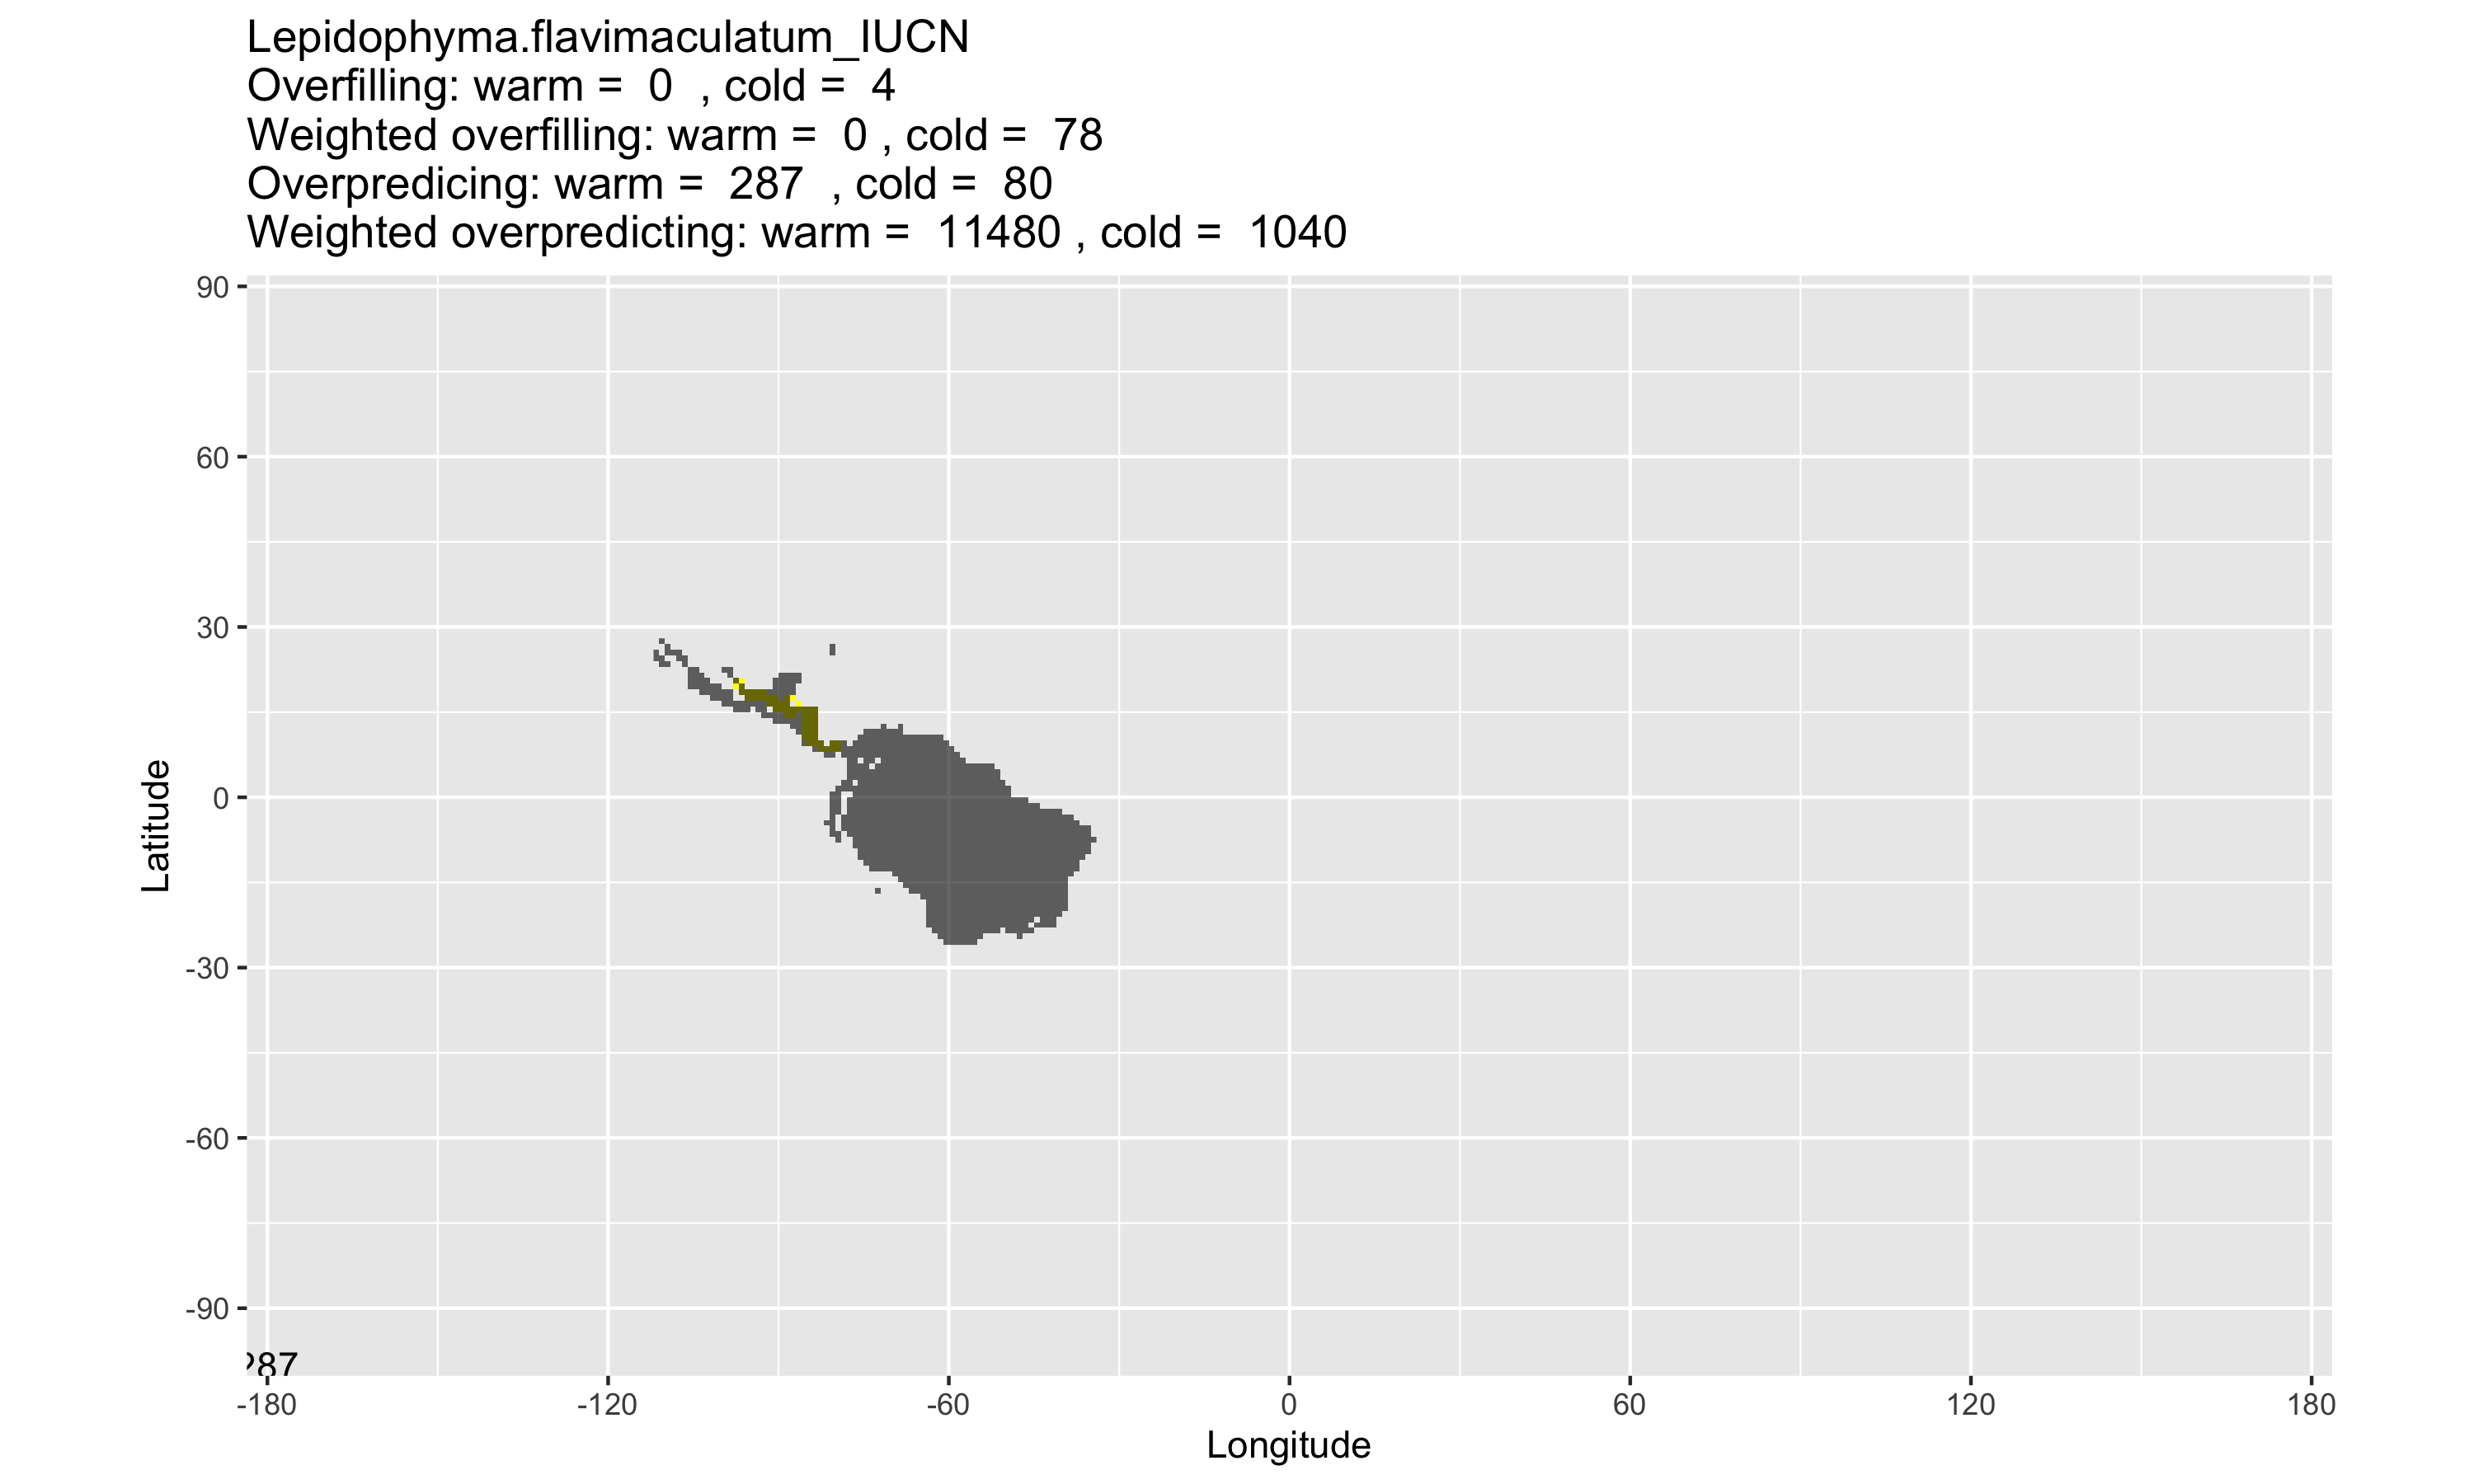 Lepidophyma.flavimaculatum_IUCN
Overfilling: warm =  0  , cold =  4
Weighted overfilling: warm =  0 , cold =  78
Overpredicing: warm =  287  , cold =  80
Weighted overpredicting: warm =  11480 , cold =  1040
90
60
30
0
-30
-60
-90
Latitude
287
-180
-120
-60
0
60
120
180
Longitude